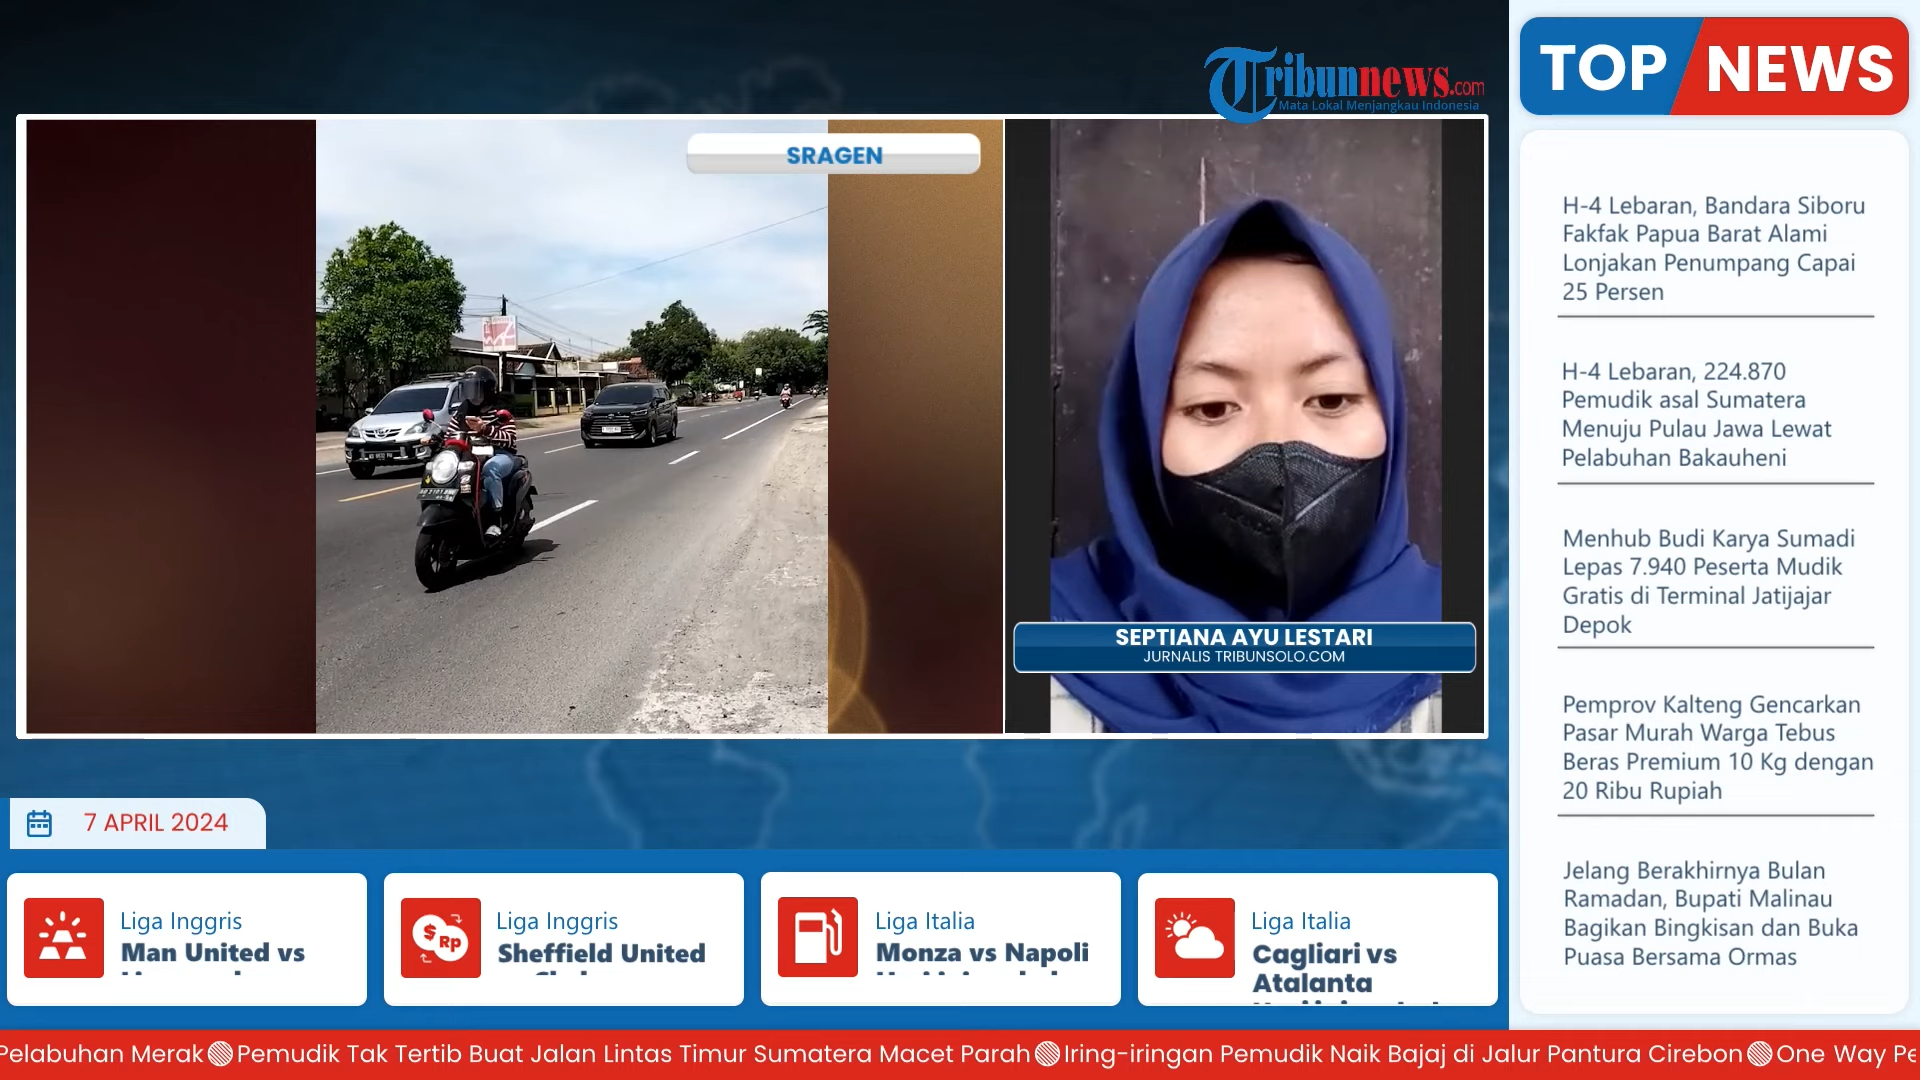 Tribunnews.com
Mata Lokal Menjangkau Indonesia
TOP NEWS
SRAGEN
SEPTIANA AYU LESTARI
JURNALIS TRIBUNSOLO.COM
H-4 Lebaran, Bandara Siboru
Fakfak Papua Barat Alami
Lonjakan Penumpang Capai
25 Persen
H-4 Lebaran, 224.870
Pemudik asal Sumatera
Menuju Pulau Jawa Lewat
Pelabuhan Bakauheni
Menhub Budi Karya Sumadi
Lepas 7.940 Peserta Mudik
Gratis di Terminal Jatijajar
Depok
Pemprov Kalteng Gencarkan
Pasar Murah Warga Tebus
Beras Premium 10 Kg dengan
20 Ribu Rupiah
Jelang Berakhirnya Bulan
Ramadan, Bupati Malinau
Bagikan Bingkisan dan Buka
Puasa Bersama Ormas
7 APRIL 2024
Liga Inggris
Man United vs
$ Rp
Liga Inggris
Sheffield United
Liga Italia
Monza vs Napoli
Liga Italia
Cagliari vs
Atalanta
Pelabuhan Merak Pemudik Tak Tertib Buat Jalan Lintas Timur Sumatera Macet Parah Iring-iringan Pemudik Naik Bajaj di Jalur Pantura Cirebon One Way